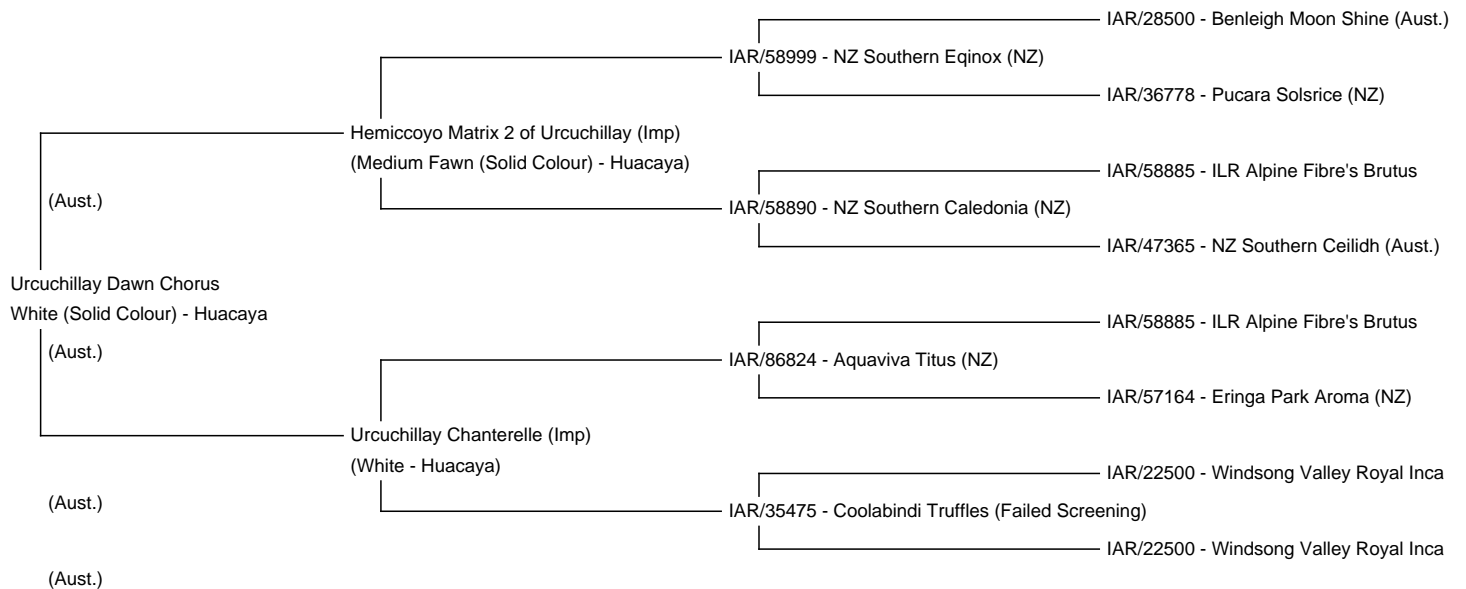 IAR/28500 - Benleigh Moon Shine (Aust.)
IAR/58999 - NZ Southern Eqinox (NZ)
IAR/36778 - Pucara Solsrice (NZ)
Hemiccoyo Matrix 2 of Urcuchillay (Imp)
(Medium Fawn (Solid Colour) - Huacaya)
IAR/58885 - ILR Alpine Fibre's Brutus
(Aust.)
IAR/58890 - NZ Southern Caledonia (NZ)
IAR/47365 - NZ Southern Ceilidh (Aust.)
Urcuchillay Dawn Chorus
White (Solid Colour) - Huacaya
IAR/58885 - ILR Alpine Fibre's Brutus
(Aust.)
IAR/86824 - Aquaviva Titus (NZ)
IAR/57164 - Eringa Park Aroma (NZ)
Urcuchillay Chanterelle (Imp)
(White - Huacaya)
IAR/22500 - Windsong Valley Royal Inca
(Aust.)
IAR/35475 - Coolabindi Truffles (Failed Screening)
IAR/22500 - Windsong Valley Royal Inca
(Aust.)